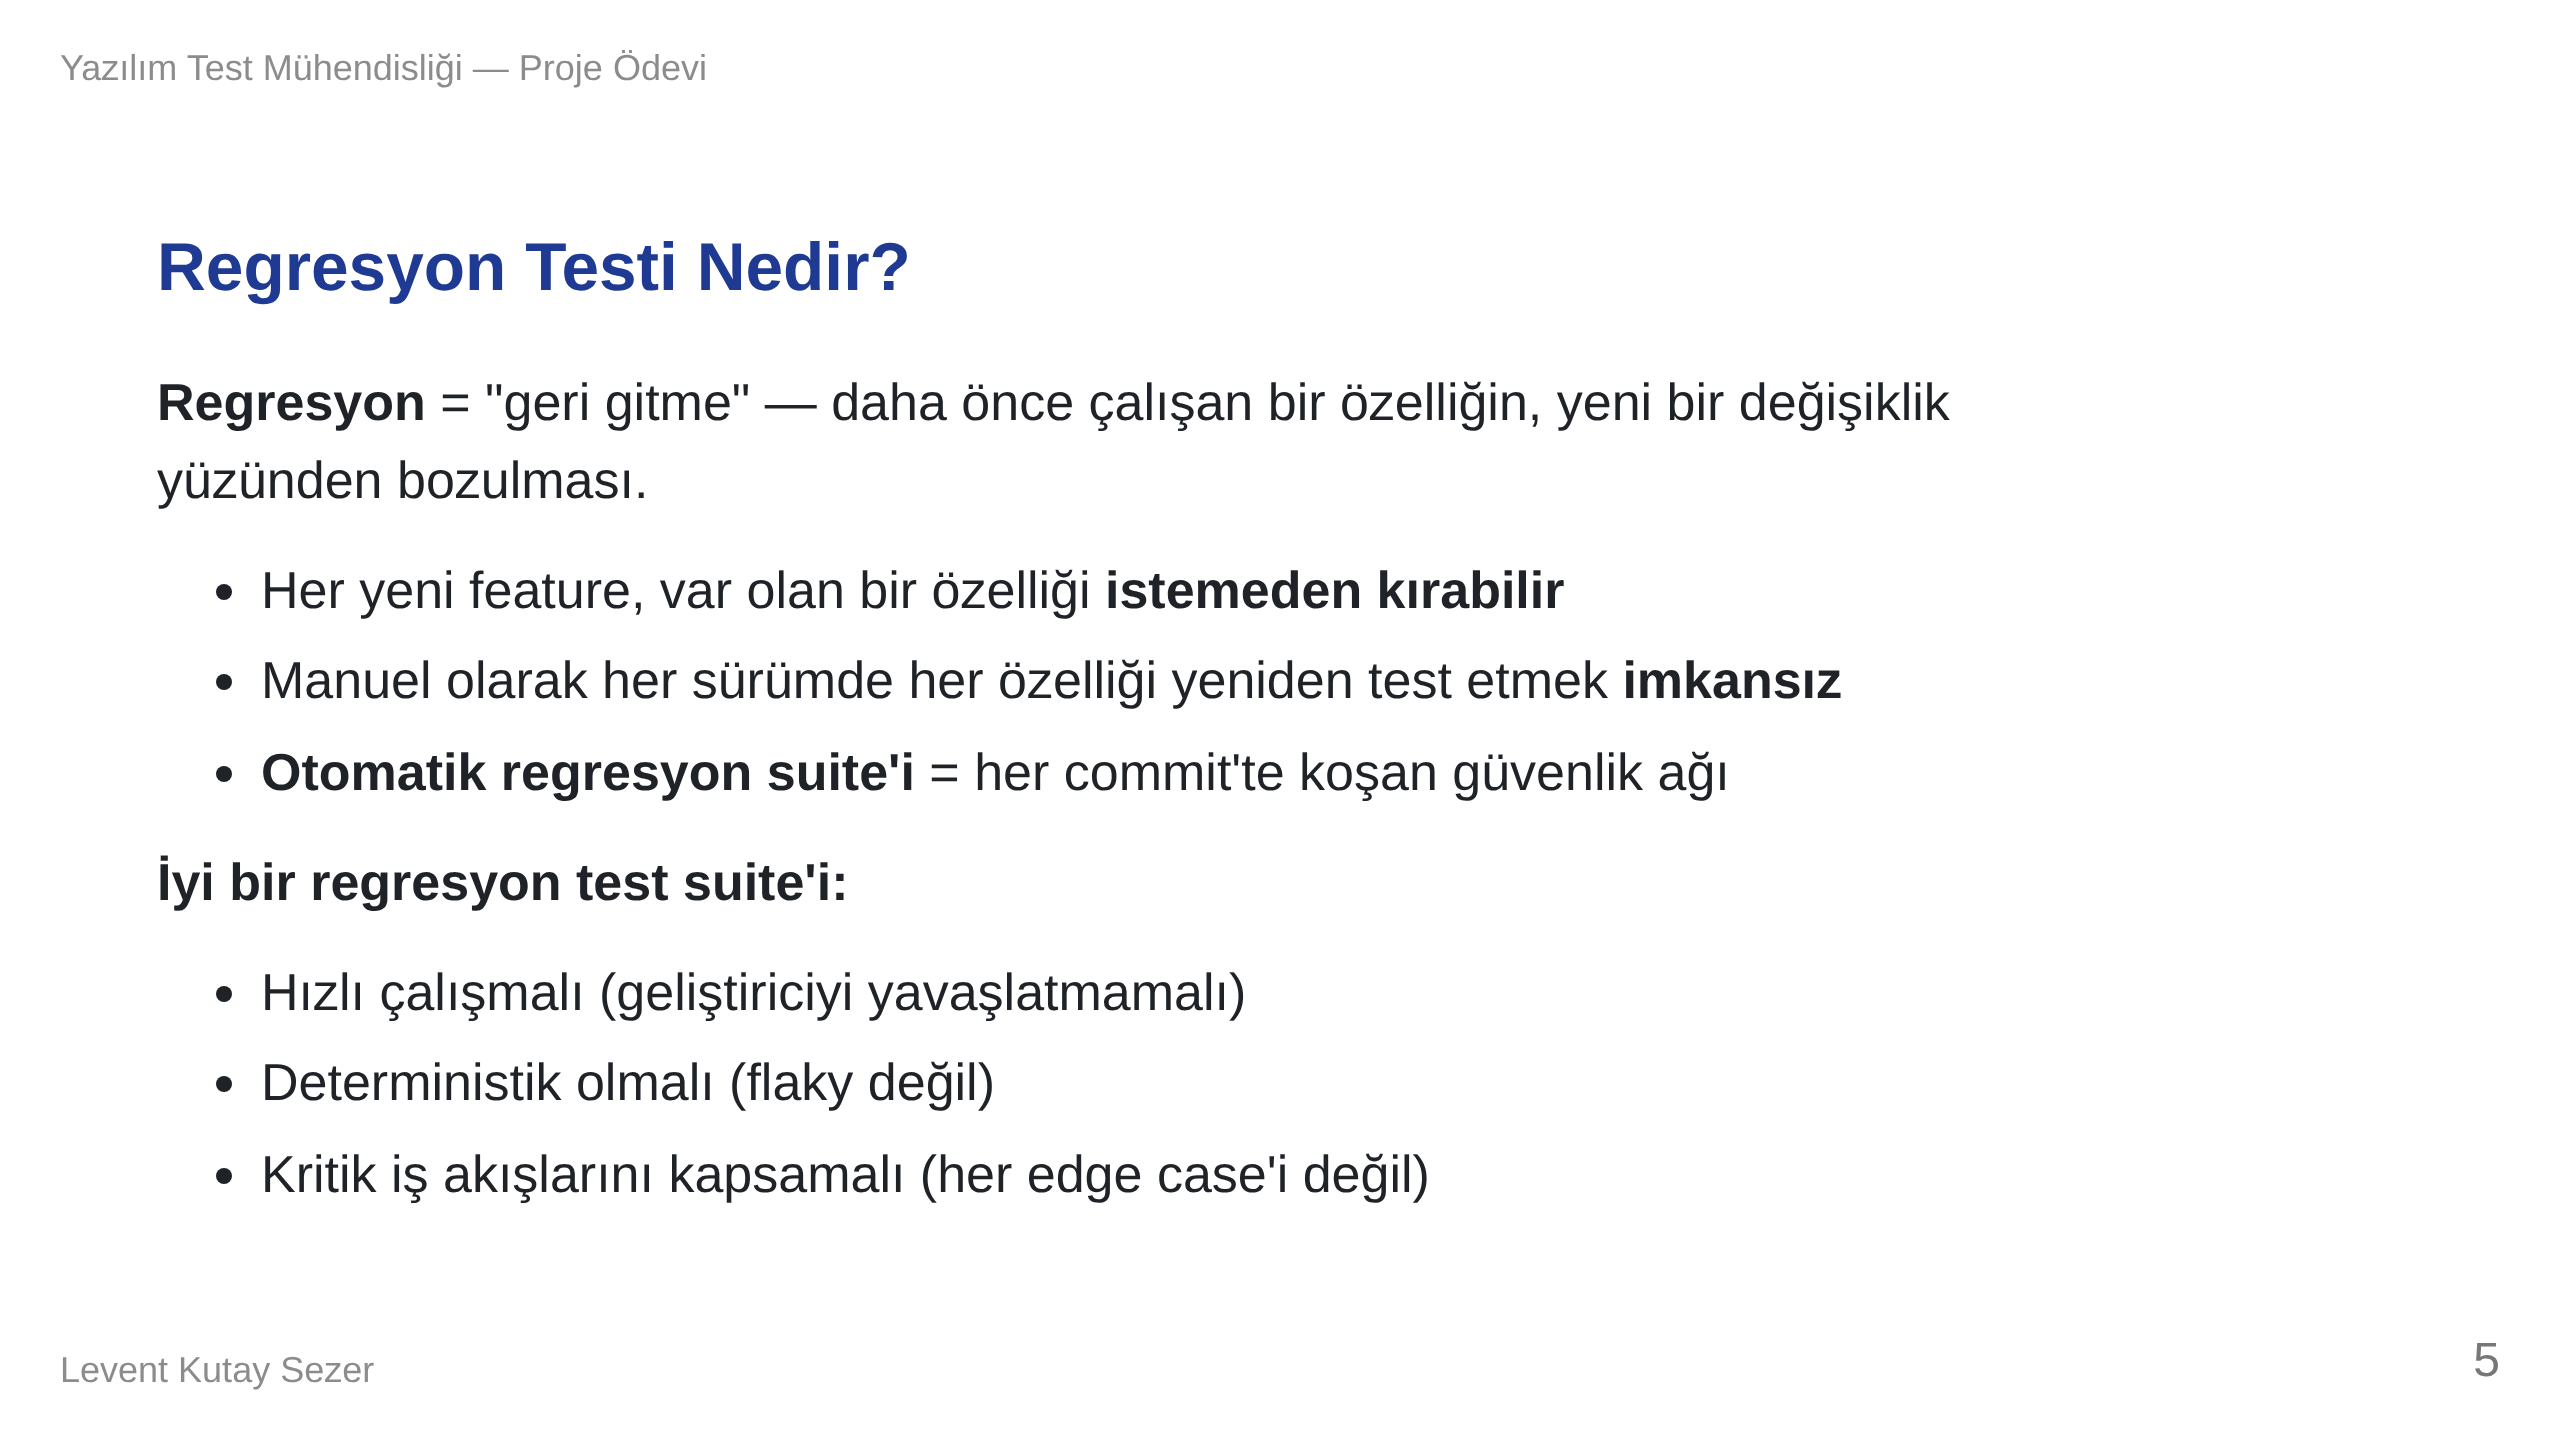 Yazılım Test Mühendisliği — Proje Ödevi
Regresyon Testi Nedir?
Regresyon = "geri gitme" — daha önce çalışan bir özelliğin, yeni bir değişiklik
yüzünden bozulması.
• Her yeni feature, var olan bir özelliği istemeden kırabilir
• Manuel olarak her sürümde her özelliği yeniden test etmek imkansız
• Otomatik regresyon suite'i = her commit'te koşan güvenlik ağı
İyi bir regresyon test suite'i:
• Hızlı çalışmalı (geliştiriciyi yavaşlatmamalı)
• Deterministik olmalı (flaky değil)
• Kritik iş akışlarını kapsamalı (her edge case'i değil)
Levent Kutay Sezer
5